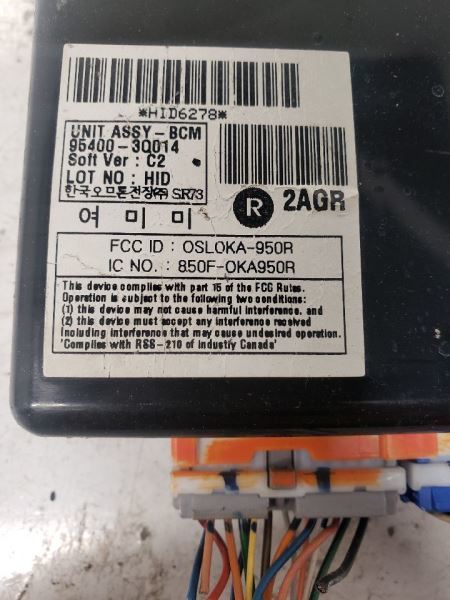 *HID6278*
UNIT ASSY-BCM
95400-3Q014
Soft Ver : C2
LOT NO : HID
한국오므론전장(주) SR73
R 2AGR
여 미 미
FCC ID : OSLOKA-950R
IC NO. : 850F-OKA950R
This device complies with part 15 of the FCC Rules.
Operation is subject to the following two conditions:
(1) this device may not cause harmful interference, and
(2) this device must accept any interference received
including interference that may cause undesired operation.
'Complies with RSS-210 of Industry Canada'